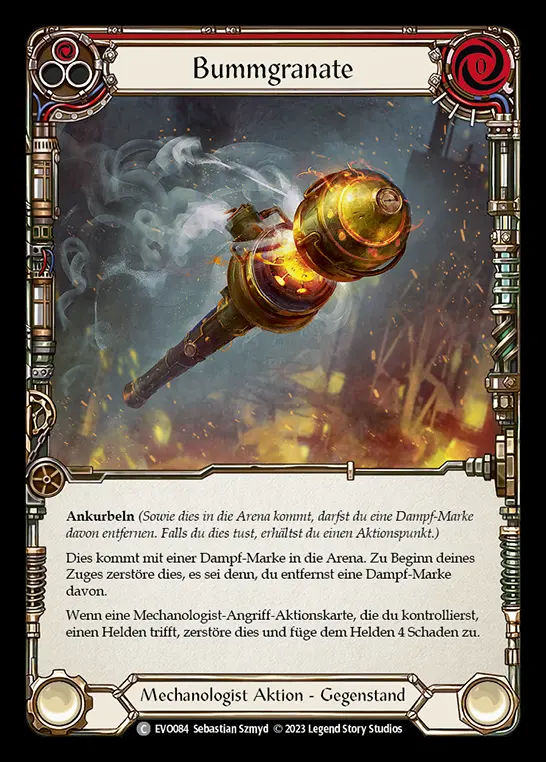 Bummgranate
0
Ankurbeln (Sowie dies in die Arena kommt, darfst du eine Dampf-Marke
davon entfernen. Falls du dies tust, erhältst du einen Aktionspunkt.)
Dies kommt mit einer Dampf-Marke in die Arena. Zu Beginn deines
Zuges zerstöre dies, es sei denn, du entfernst eine Dampf-Marke
davon.
Wenn eine Mechanologist-Angriff-Aktionskarte, die du kontrollierst,
einen Helden trifft, zerstöre dies und füge dem Helden 4 Schaden zu.
Mechanologist Aktion - Gegenstand
C EVO084 Sebastian Szmyd © 2023 Legend Story Studios